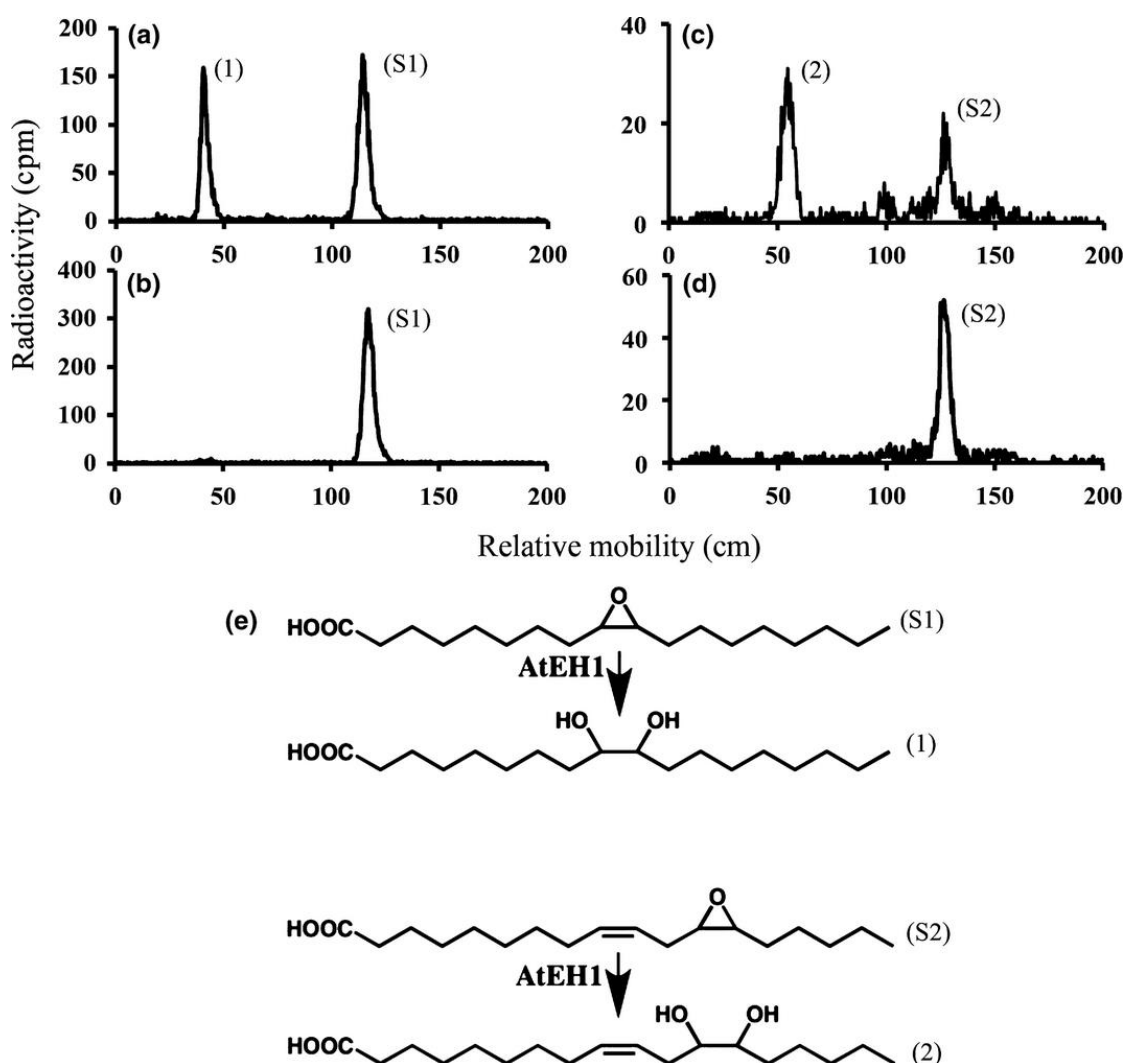 Radioactivity (cpm)
(a)
200
150
100
50
0
(1)
(S1)
0 50 100 150 200
(c)
40
20
0
(2)
(S2)
0 50 100 150 200
(b)
400
300
200
100
0
(S1)
0 50 100 150 200
(d)
60
40
20
0
(S2)
0 50 100 150 200
Relative mobility (cm)
(e)
O
HOOC
(S1)
AtEH1
HO OH
HOOC
(1)
O
HOOC
(S2)
AtEH1
HO OH
HOOC
(2)